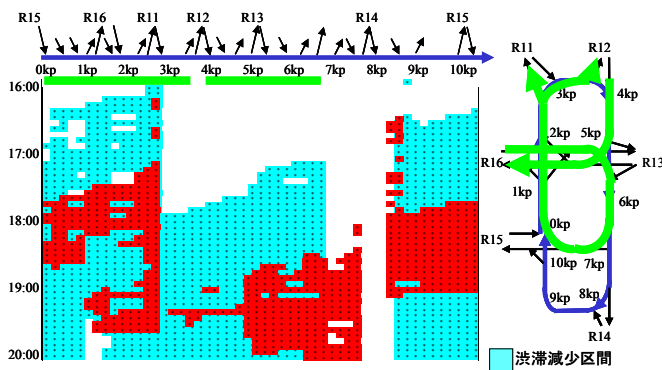 R15 R16 R11 R12 R13 R14 R15
0kp 1kp 2kp 3kp 4kp 5kp 6kp 7kp 8kp 9kp 10kp
16:00
17:00
18:00
19:00
20:00
R11 R12
3kp 4kp
2kp 5kp
R16 R13
1kp 6kp
0kp
R15
10kp 7kp
9kp 8kp
R14
渋滞減少区間